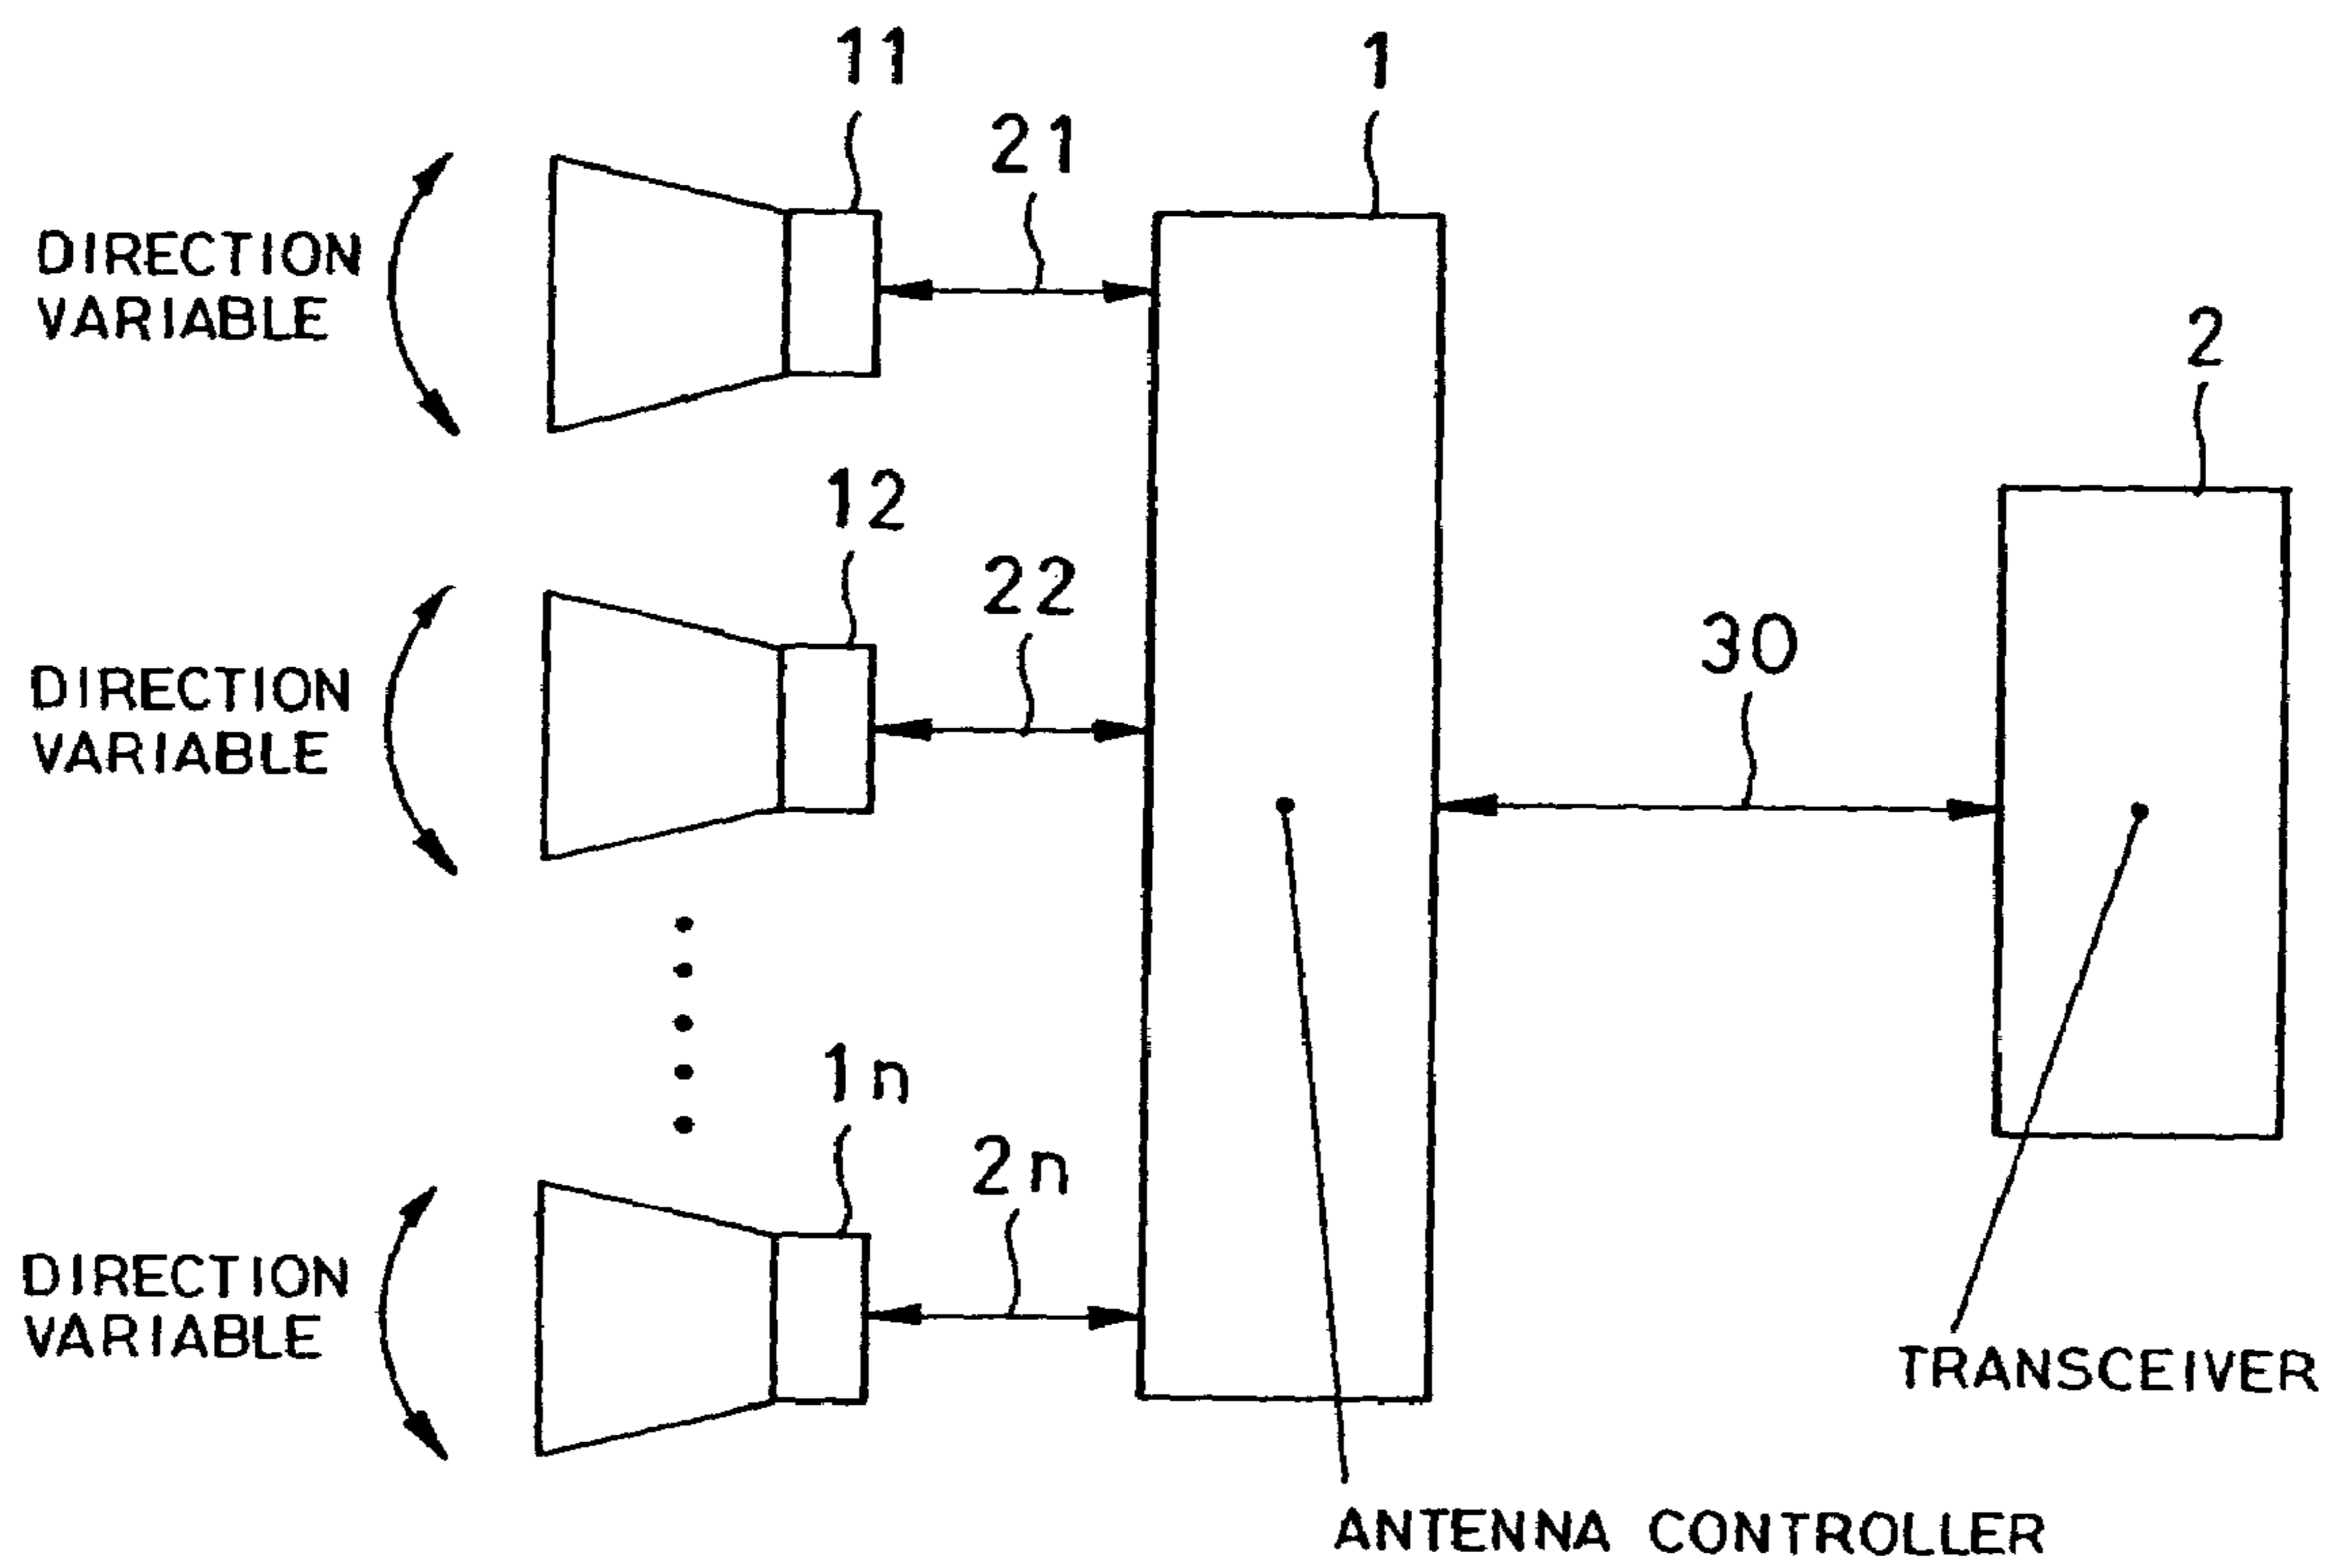 11
1
21
DIRECTION
VARIABLE
2
12
22
30
DIRECTION
VARIABLE
1n
2n
DIRECTION
VARIABLE
TRANSCEIVER
ANTENNA CONTROLLER